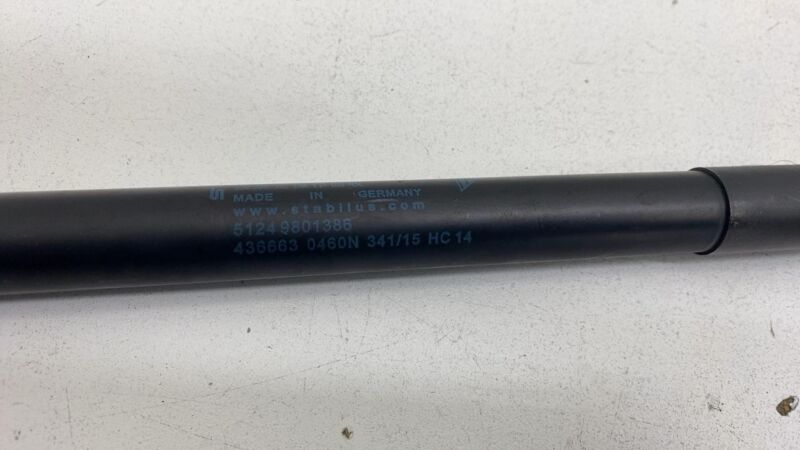 MADE IN GERMANY
www.stabilus.com
5124 9801386
436663 0460N 341/15 HC 14